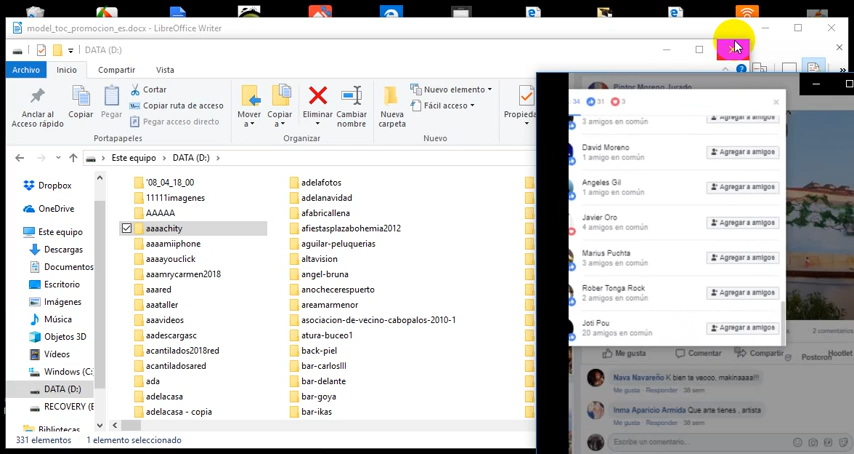 model_toc_promocion_es.docx - LibreOffice Writer
DATA (D:)
Archivo Inicio Compartir Vista
Anclar al Acceso rápido
Copiar
Pegar
Cortar
Copiar ruta de acceso
Pegar acceso directo
Portapapeles
Mover a
Copiar a
Eliminar
Cambiar nombre
Organizar
Nueva carpeta
Nuevo elemento
Fácil acceso
Nuevo
Propieda
Este equipo > DATA (D:) >
Dropbox
OneDrive
Este equipo
Descargas
Documentos
Escritorio
Imágenes
Música
Objetos 3D
Vídeos
Windows (C:
DATA (D:)
RECOVERY (E
Bibliotecas
'08_04_18_00
11111imagenes
AAAAA
aaaachity
aaaamiiphone
aaaayouclick
aaamrycarmen2018
aaared
aaataller
aaavideos
aadescargasc
acantilados2018red
acantiladosared
ada
adelacasa
adelacasa - copia
adelafotos
adelanavidad
afabricallena
afiestasplazabohemia2012
aguilar-peluquerias
altavision
angel-bruna
anochecerespuerto
areamarmenor
asociacion-de-vecino-cabopalos-2010-1
atura-buceo1
back-piel
bar-carloslll
bar-delante
bar-goya
bar-ikas
331 elementos 1 elemento seleccionado
Pintor Moreno Jurado
34 31 3
3 amigos en común
Agregar a amigos
David Moreno
1 amigo en común
Agregar a amigos
Angeles Gil
1 amigo en común
Agregar a amigos
Javier Oro
4 amigos en común
Agregar a amigos
Marius Puchta
3 amigos en común
Agregar a amigos
Rober Tonga Rock
2 amigos en común
Agregar a amigos
Joti Pou
20 amigos en común
Agregar a amigos
2 comentarios
Me gusta Comentar Compartir Postcron Hootlet
Nava Navareño K bien te veooo, makinaaaa!!!
Me gusta · Responder · 38 sem
Inma Aparicio Armida Que arte tienes . artista
Me gusta · Responder · 38 sem
Escribe un comentario...